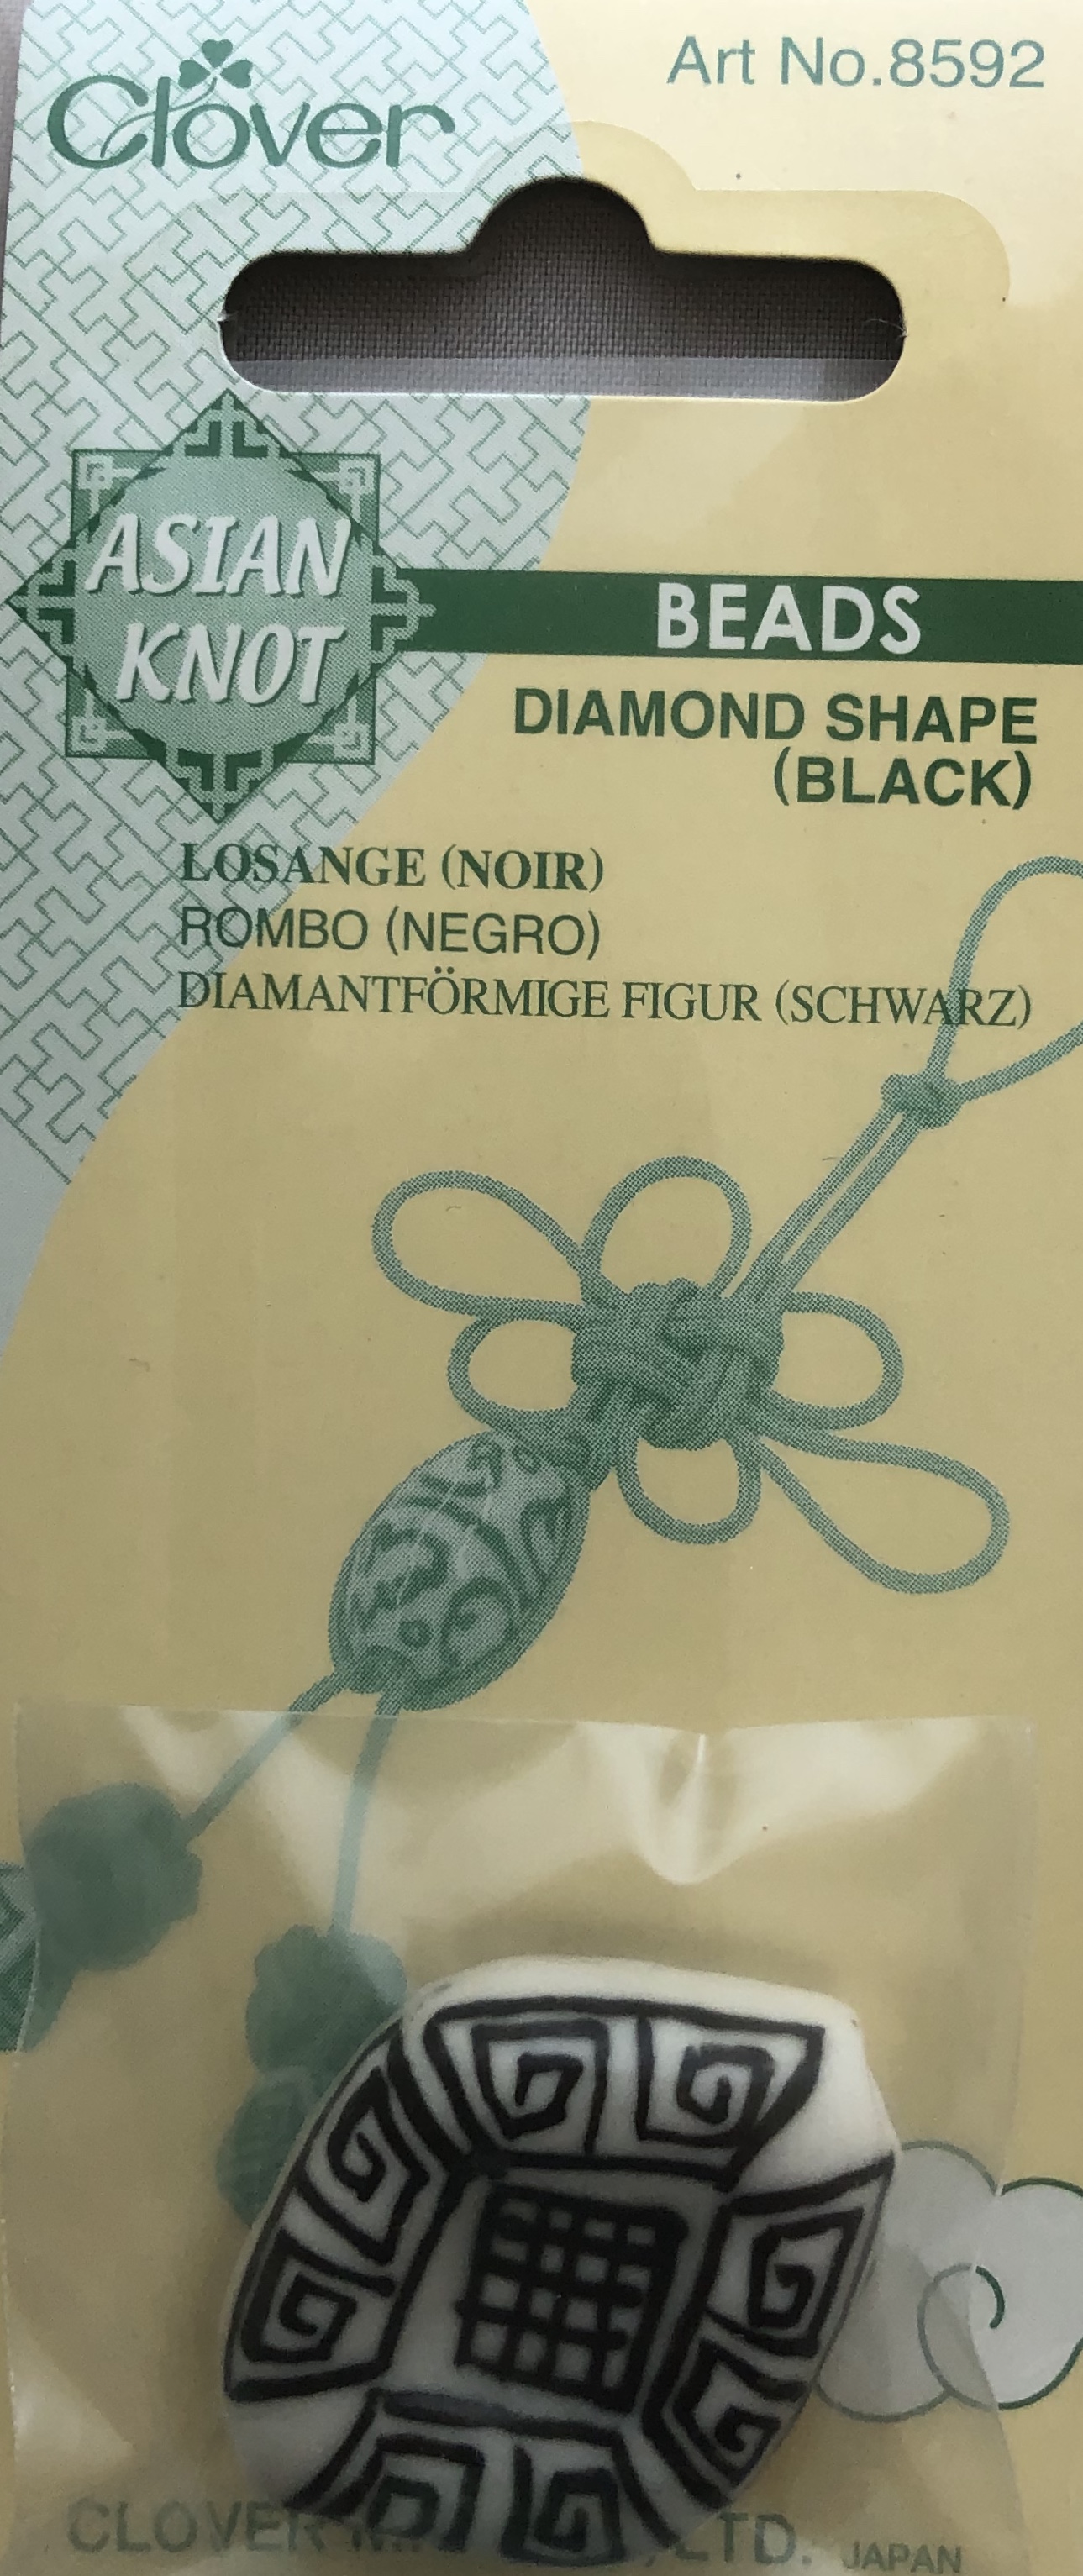 Clover
Art No.8592
ASIAN
KNOT
BEADS
DIAMOND SHAPE
(BLACK)
LOSANGE (NOIR)
ROMBO (NEGRO)
DIAMANTFÖRMIGE FIGUR (SCHWARZ)
CLOVER LTD. JAPAN